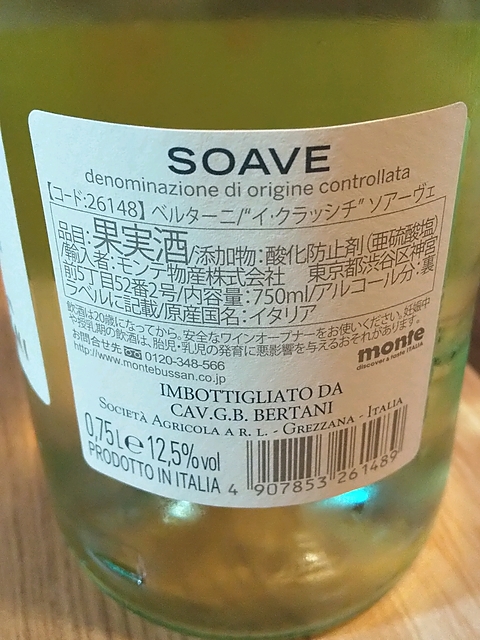 SOAVE
denominazione di origine controllata
【コード:26148】ベルターニ/"イ・クラッシチ" ソアーヴェ
品目:果実酒/添加物:酸化防止剤(亜硫酸塩)
/輸入者:モンテ物産株式会社 東京都渋谷区神宮
前5丁目52番2号/内容量:750ml/アルコール分:裏
ラベルに記載/原産国名:イタリア
飲酒は20歳になってから。安全なワインオープナーをお使いください。妊娠中
や授乳期の飲酒は、胎児・乳児の発育に悪影響を与えるおそれがあります。
お問合せ先 0120-348-566
http://www.montebussan.co.jp
monte
discover a taste ITALIA
IMBOTTIGLIATO DA
CAV.G.B. BERTANI
SOCIETÀ AGRICOLA A R. L. - GREZZANA - ITALIA
0,75L℮ 12,5%vol
PRODOTTO IN ITALIA
4 907853 261489